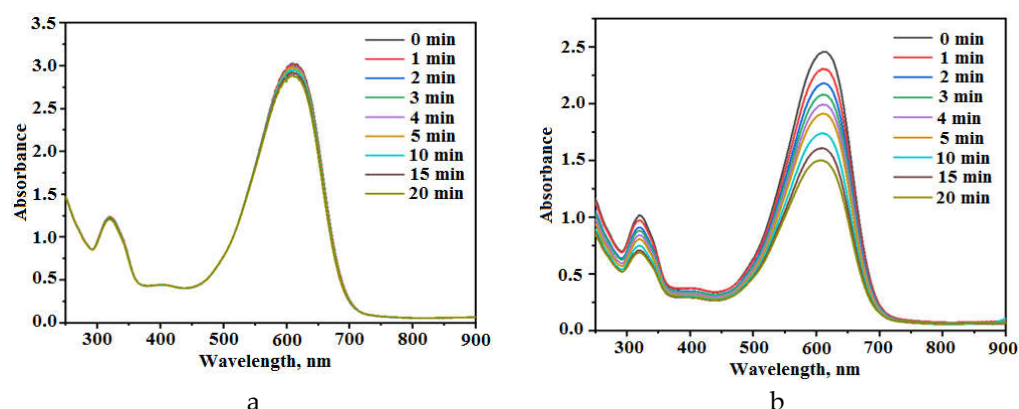 3.5
3.0
2.5
2.0
1.5
1.0
0.5
0.0
Absorbance
0 min
1 min
2 min
3 min
4 min
5 min
10 min
15 min
20 min
300 400 500 600 700 800 900
Wavelength, nm
a
2.5
2.0
1.5
1.0
0.5
0.0
Absorbance
0 min
1 min
2 min
3 min
4 min
5 min
10 min
15 min
20 min
300 400 500 600 700 800 900
Wavelength, nm
b